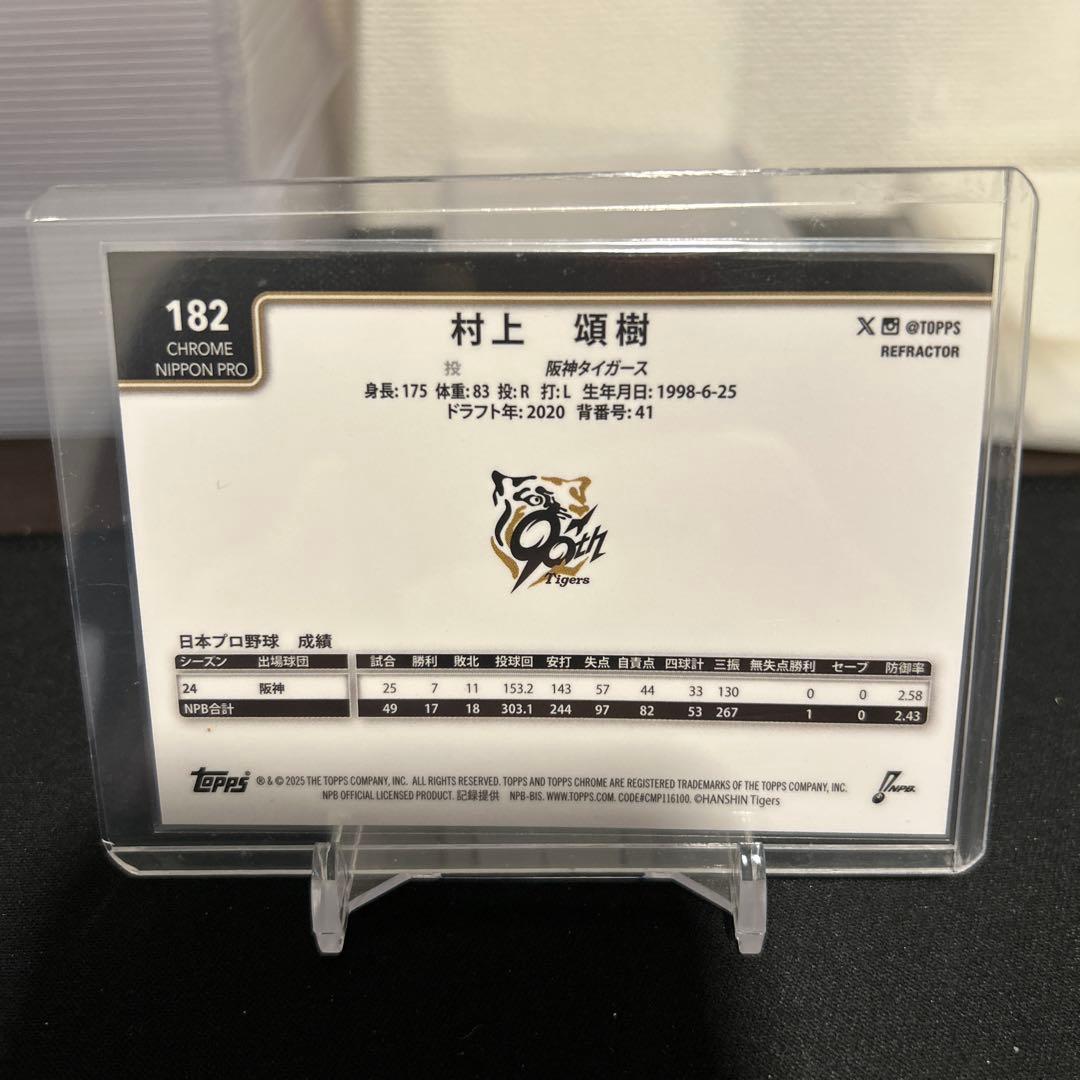 182
CHROME
NIPPON PRO
村上 頌樹
X @TOPPS
REFRACTOR
投 阪神タイガース
身長: 175 体重: 83 投: R 打: L 生年月日: 1998-6-25
ドラフト年: 2020 背番号: 41
90th
Tigers
日本プロ野球 成績
シーズン 出場球団 試合 勝利 敗北 投球回 安打 失点 自責点 四球計 三振 無失点勝利 セーブ 防御率
24 阪神 25 7 11 153.2 143 57 44 33 130 0 0 2.58
NPB合計 49 17 18 303.1 244 97 82 53 267 1 0 2.43
topps ® & © 2025 THE TOPPS COMPANY, INC. ALL RIGHTS RESERVED. TOPPS AND TOPPS CHROME ARE REGISTERED TRADEMARKS OF THE TOPPS COMPANY, INC.
NPB OFFICIAL LICENSED PRODUCT. 記録提供 NPB-BIS. WWW.TOPPS.COM. CODE#CMP116100. ©HANSHIN Tigers
NPB.